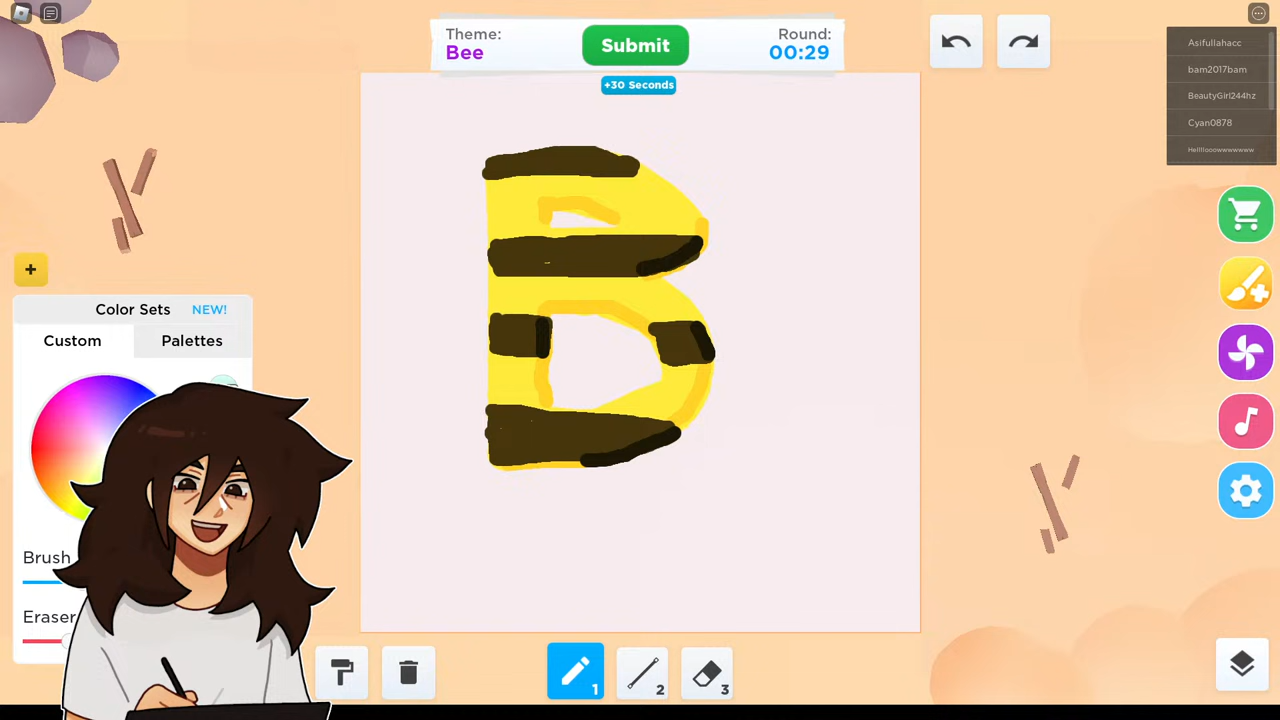 Theme:
Bee
Submit
Round:
00:29
+30 Seconds
Asifullahacc
bam2017bam
BeautyGirl244hz
Cyan0878
Hellllooowwwwwww
+
Color Sets NEW!
Custom
Palettes
B
Brush
Eraser
1
2
3